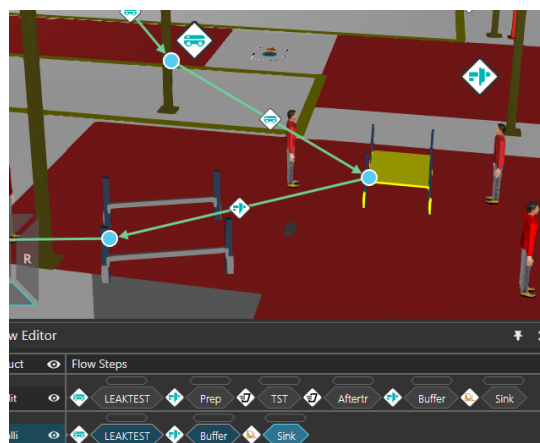 R
w Editor
uct Flow Steps
lit LEAKTEST Prep TST Aftertr Buffer Sink
lli LEAKTEST Buffer Sink